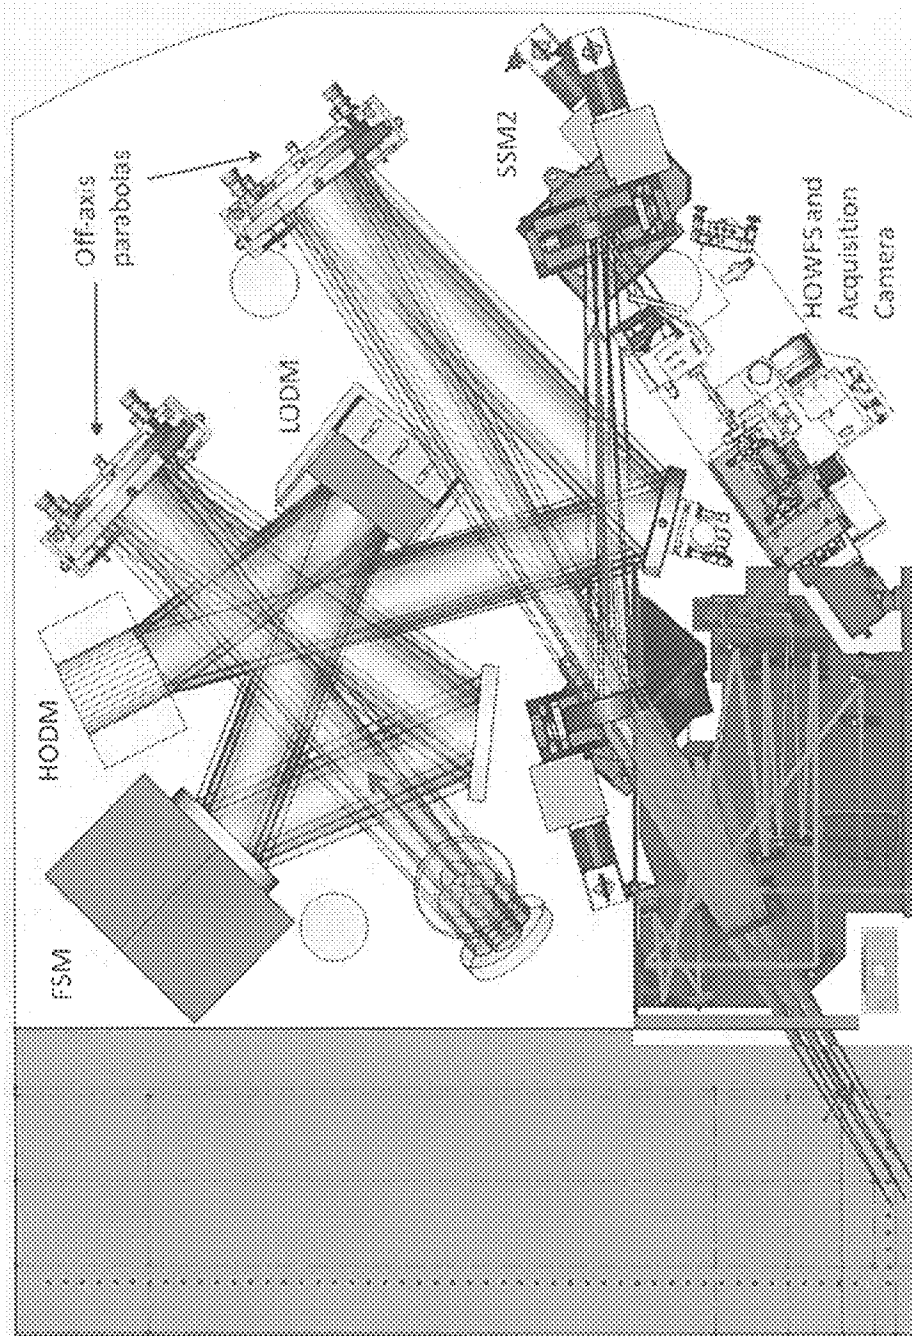 Off-axis
parabolas
SSM2
LODM
HODM
FSM
HOWFS and
Acquisition
Camera